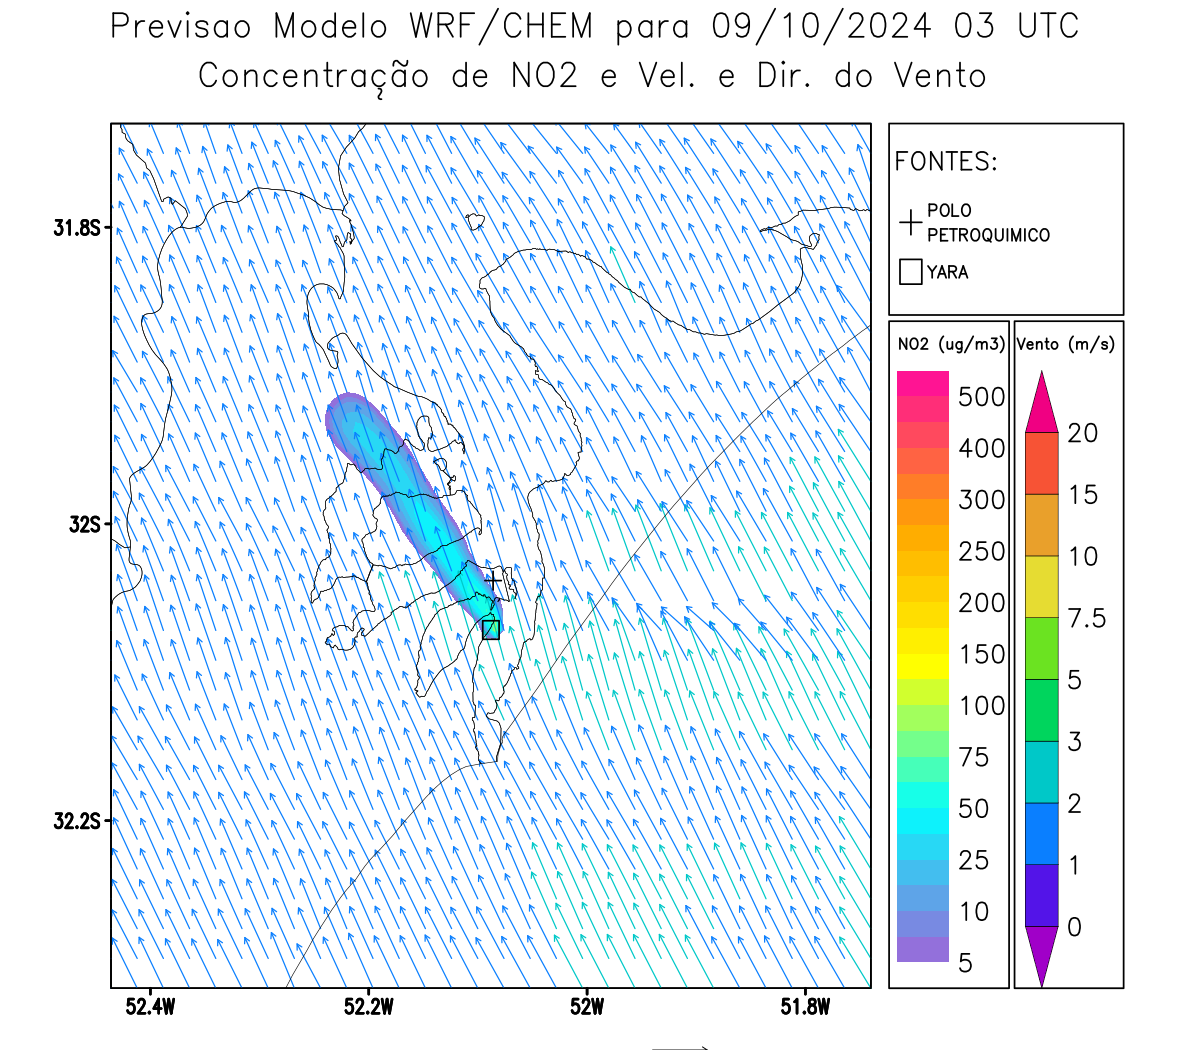 Previsao Modelo WRF/CHEM para 09/10/2024 03 UTC
Concentração de NO2 e Vel. e Dir. do Vento
FONTES:
POLO
PETROQUIMICO
YARA
NO2 (ug/m3)
500
400
300
250
200
150
100
75
50
25
10
5
Vento (m/s)
20
15
10
7.5
5
3
2
1
0
31.8S
32S
32.2S
52.4W
52.2W
52W
51.8W